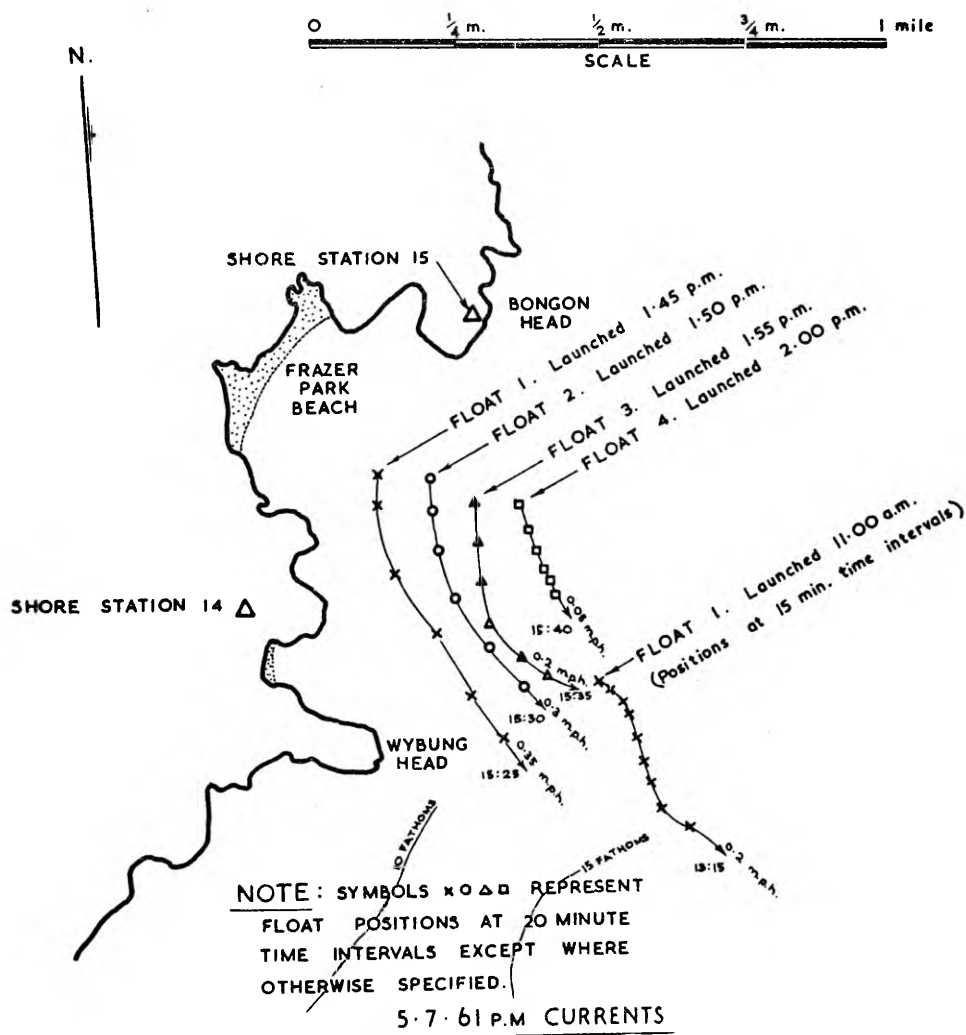 0 1/4 m. 1/2 m. 3/4 m. 1 mile
SCALE
N.
SHORE STATION 15
BONGON
HEAD
FRAZER
PARK
BEACH
FLOAT 1. Launched 1·45 p.m.
FLOAT 2. Launched 1·50 p.m.
FLOAT 3. Launched 1·55 p.m.
FLOAT 4. Launched 2.00 p.m.
FLOAT 1. Launched 11.00 a.m.
(Positions at 15 min. time intervals)
SHORE STATION 14
0.08 m.p.h.
15:40
0.2 m.p.h.
15:35
0.3 m.p.h.
15:30
0.35 m.p.h.
15:25
WYBUNG
HEAD
0.2 m.p.h.
13:15
10 FATHOMS
15 FATHOMS
NOTE: SYMBOLS x o △ □ REPRESENT
FLOAT POSITIONS AT 20 MINUTE
TIME INTERVALS EXCEPT WHERE
OTHERWISE SPECIFIED.
5·7·61 P.M CURRENTS